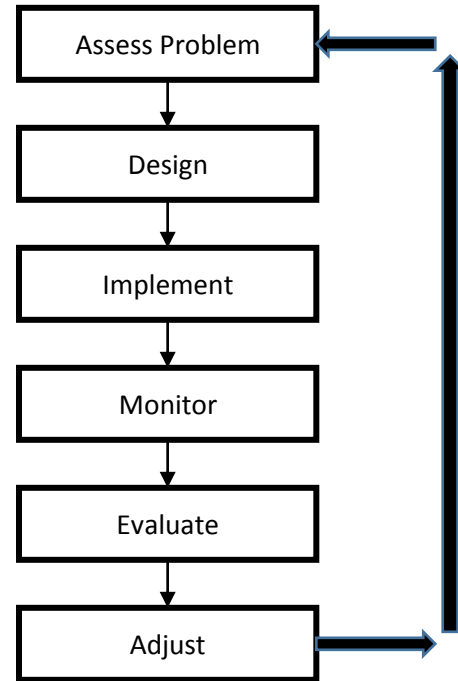 Assess Problem
Design
Implement
Monitor
Evaluate
Adjust